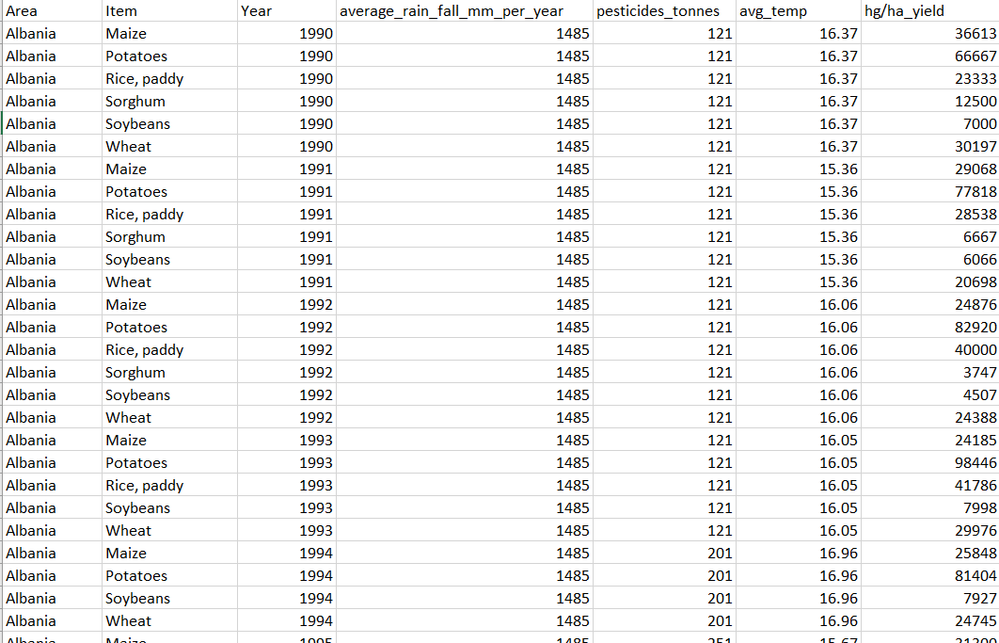 Area Item Year average_rain_fall_mm_per_year pesticides_tonnes avg_temp hg/ha_yield
Albania Maize 1990 1485 121 16.37 36613
Albania Potatoes 1990 1485 121 16.37 66667
Albania Rice, paddy 1990 1485 121 16.37 23333
Albania Sorghum 1990 1485 121 16.37 12500
Albania Soybeans 1990 1485 121 16.37 7000
Albania Wheat 1990 1485 121 16.37 30197
Albania Maize 1991 1485 121 15.36 29068
Albania Potatoes 1991 1485 121 15.36 77818
Albania Rice, paddy 1991 1485 121 15.36 28538
Albania Sorghum 1991 1485 121 15.36 6667
Albania Soybeans 1991 1485 121 15.36 6066
Albania Wheat 1991 1485 121 15.36 20698
Albania Maize 1992 1485 121 16.06 24876
Albania Potatoes 1992 1485 121 16.06 82920
Albania Rice, paddy 1992 1485 121 16.06 40000
Albania Sorghum 1992 1485 121 16.06 3747
Albania Soybeans 1992 1485 121 16.06 4507
Albania Wheat 1992 1485 121 16.06 24388
Albania Maize 1993 1485 121 16.05 24185
Albania Potatoes 1993 1485 121 16.05 98446
Albania Rice, paddy 1993 1485 121 16.05 41786
Albania Soybeans 1993 1485 121 16.05 7998
Albania Wheat 1993 1485 121 16.05 29976
Albania Maize 1994 1485 201 16.96 25848
Albania Potatoes 1994 1485 201 16.96 81404
Albania Soybeans 1994 1485 201 16.96 7927
Albania Wheat 1994 1485 201 16.96 24745
Albania Maize 1995 1485 251 15.67